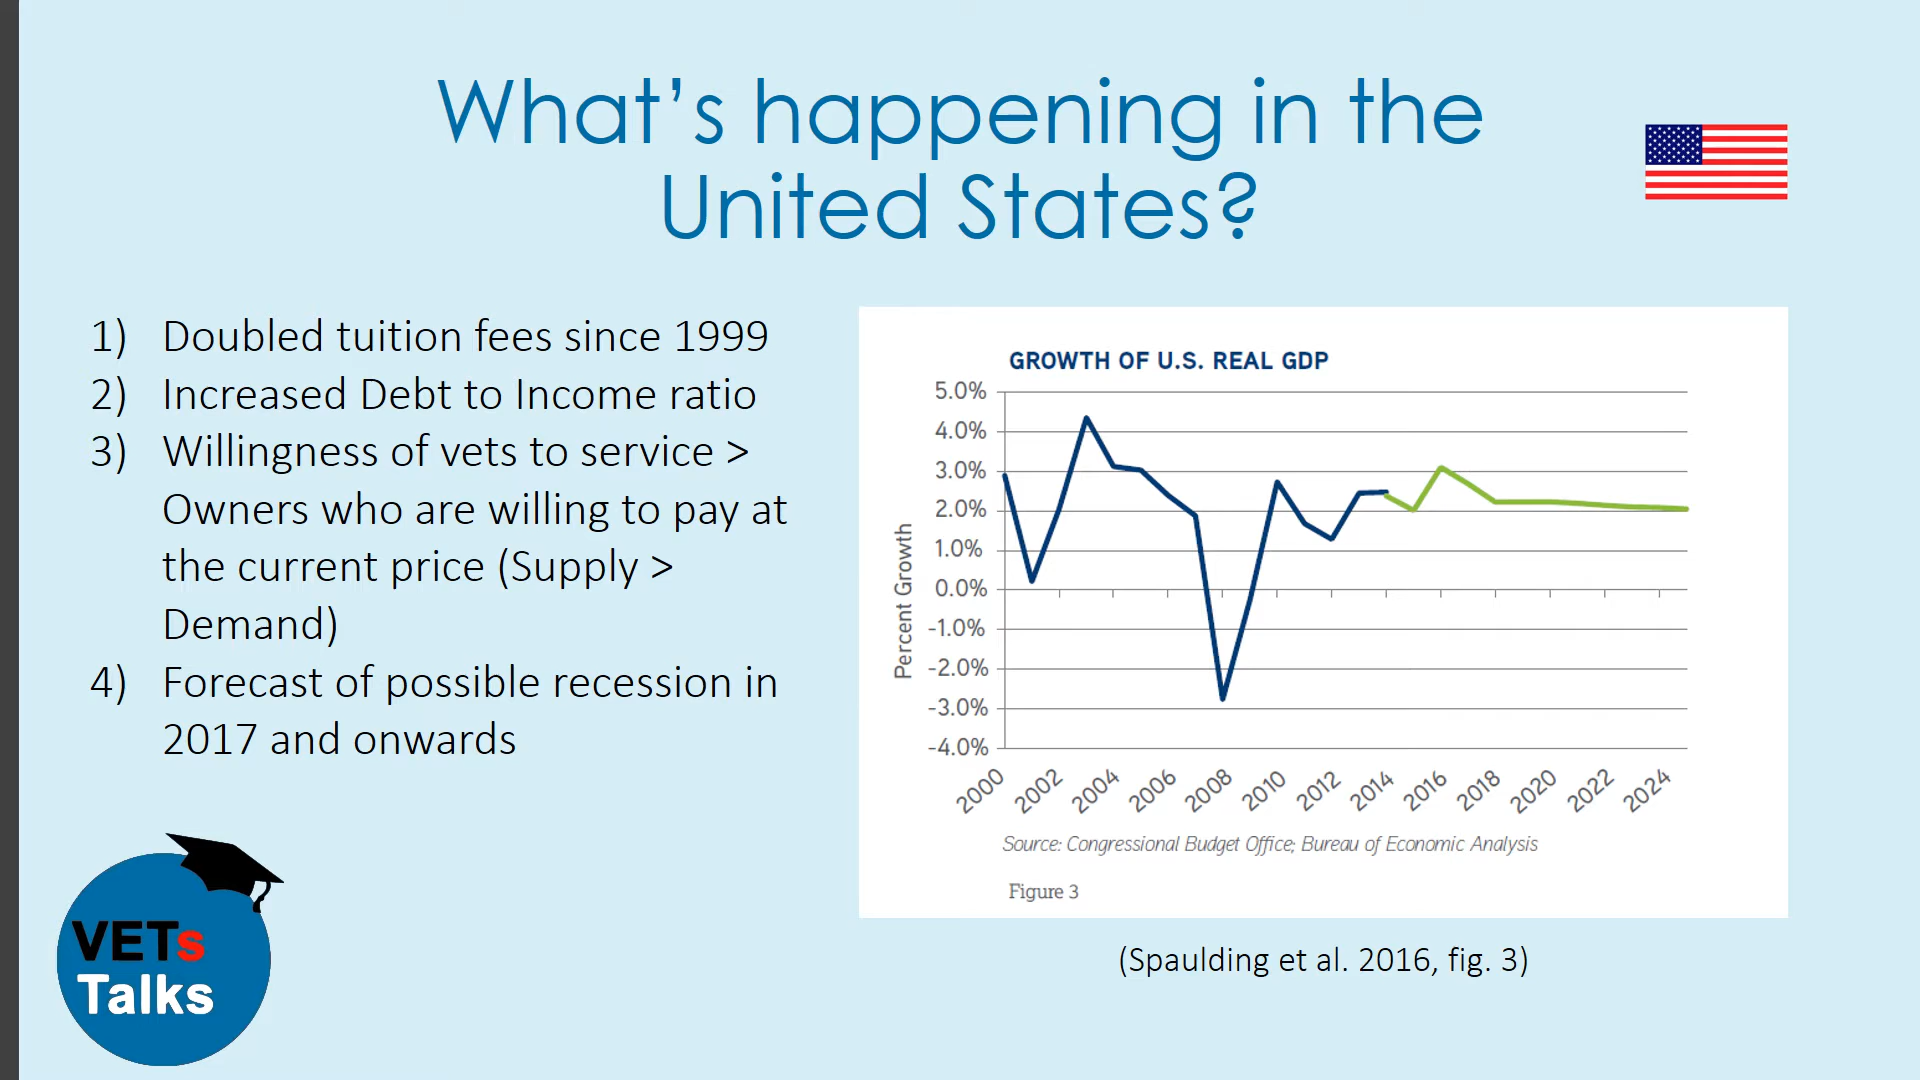 What's happening in the
United States?
1) Doubled tuition fees since 1999
2) Increased Debt to Income ratio
3) Willingness of vets to service >
Owners who are willing to pay at
the current price (Supply >
Demand)
4) Forecast of possible recession in
2017 and onwards
GROWTH OF U.S. REAL GDP
Percent Growth
5.0%
4.0%
3.0%
2.0%
1.0%
0.0%
-1.0%
-2.0%
-3.0%
-4.0%
2000 2002 2004 2006 2008 2010 2012 2014 2016 2018 2020 2022 2024
Source: Congressional Budget Office; Bureau of Economic Analysis
Figure 3
(Spaulding et al. 2016, fig. 3)
VETs
Talks